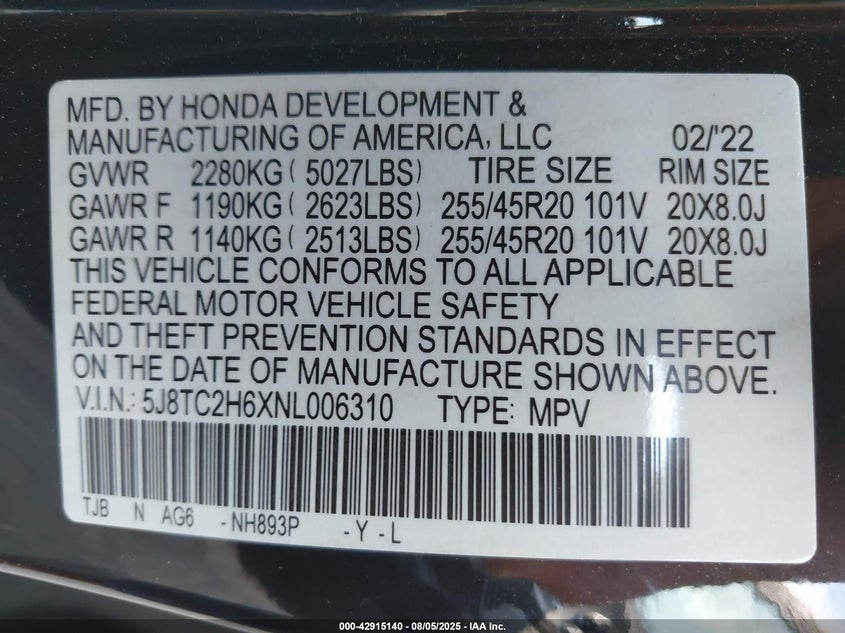 MFD. BY HONDA DEVELOPMENT &
MANUFACTURING OF AMERICA, LLC 02/'22
GVWR 2280KG ( 5027LBS) TIRE SIZE RIM SIZE
GAWR F 1190KG ( 2623LBS) 255/45R20 101V 20X8.0J
GAWR R 1140KG ( 2513LBS) 255/45R20 101V 20X8.0J
THIS VEHICLE CONFORMS TO ALL APPLICABLE
FEDERAL MOTOR VEHICLE SAFETY
AND THEFT PREVENTION STANDARDS IN EFFECT
ON THE DATE OF MANUFACTURE SHOWN ABOVE.
V.I.N.: 5J8TC2H6XNL006310 TYPE: MPV
TJB N AG6 -NH893P -Y-L
000-42915140 - 08/05/2025 - IAA Inc.